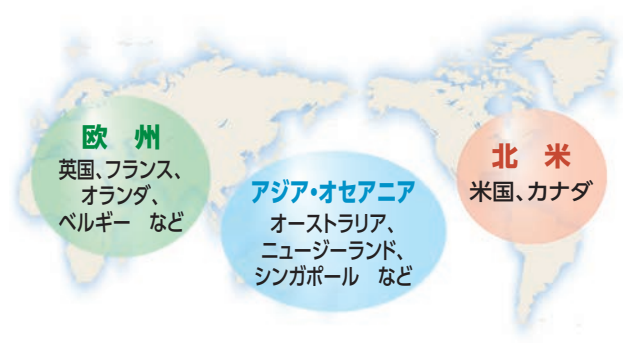 欧　州
英国、フランス、
オランダ、
ベルギー　など
アジア・オセアニア
オーストラリア、
ニュージーランド、
シンガポール　など
北　米
米国、カナダ